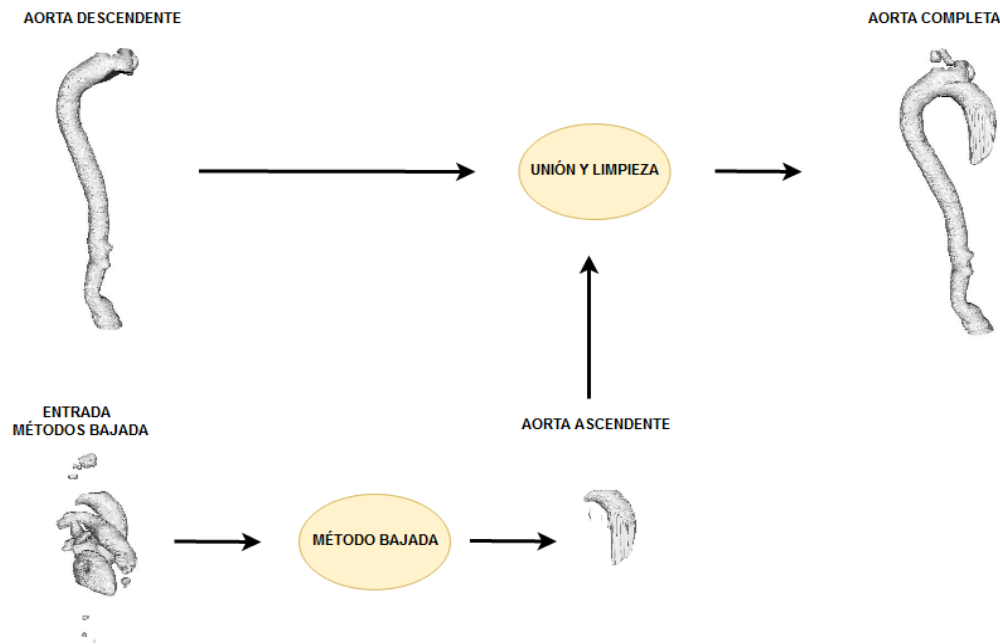 AORTA DESCENDENTE
AORTA COMPLETA
UNIÓN Y LIMPIEZA
ENTRADA
MÉTODOS BAJADA
AORTA ASCENDENTE
MÉTODO BAJADA